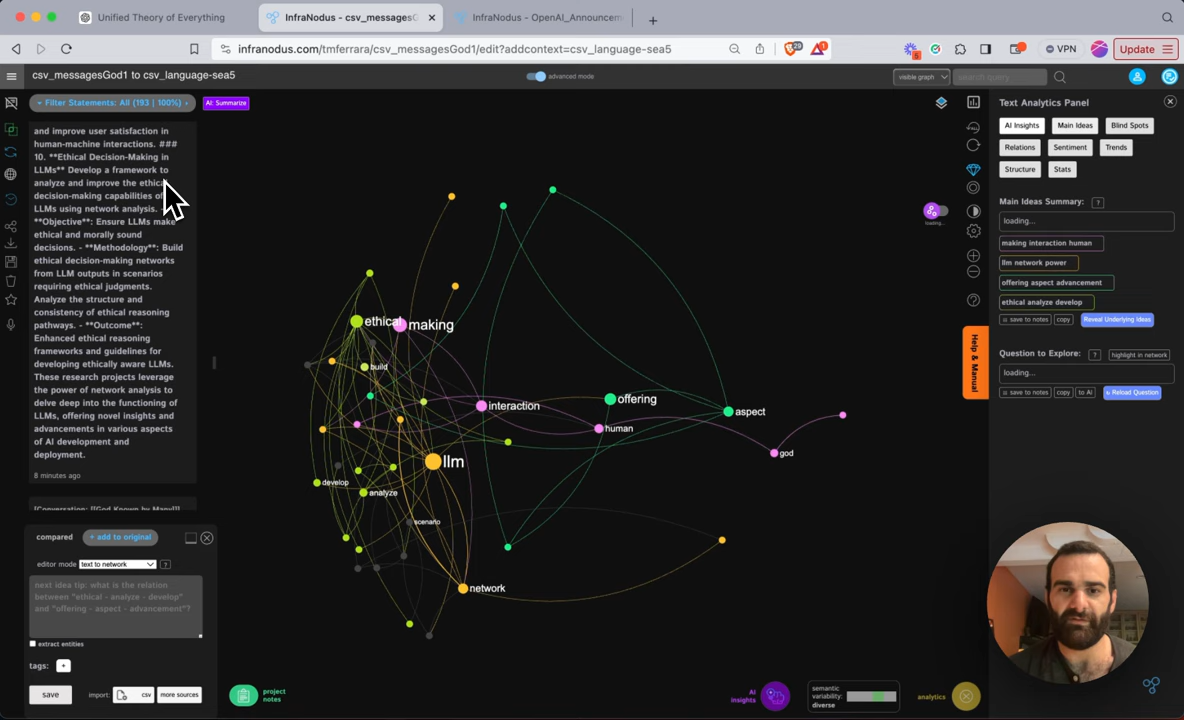 Unified Theory of Everything
InfraNodus - csv_messagesG
InfraNodus - OpenAI_Announcem
infranodus.com/tmferrara/csv_messagesGod1/edit?addcontext=csv_language-sea5
VPN
Update
csv_messagesGod1 to csv_language-sea5
advanced mode
visible graph
search query
Filter Statements: All (193 | 100%)
AI: Summarize
and improve user satisfaction in
human-machine interactions. ###
10. **Ethical Decision-Making in
LLMs** Develop a framework to
analyze and improve the ethical
decision-making capabilities of
LLMs using network analysis. -
**Objective**: Ensure LLMs make
ethical and morally sound
decisions. - **Methodology**: Build
ethical decision-making networks
from LLM outputs in scenarios
requiring ethical judgments.
Analyze the structure and
consistency of ethical reasoning
pathways. - **Outcome**:
Enhanced ethical reasoning
frameworks and guidelines for
developing ethically aware LLMs.
These research projects leverage
the power of network analysis to
delve deep into the functioning of
LLMs, offering novel insights and
advancements in various aspects
of AI development and
deployment.
8 minutes ago
[Conversation: [[God Known by Many]]]
compared
+ add to original
editor mode
text to network
?
next idea tip: what is the relation
between "ethical - analyze - develop"
and "offering - aspect - advancement"?
extract entities
tags:
+
save
import:
csv
more sources
ethical
making
build
interaction
offering
human
aspect
god
llm
develop
analyze
scenario
network
project
notes
AI
insights
semantic
variability:
diverse
analytics
Loading...
Help & Manual
Text Analytics Panel
AI Insights
Main Ideas
Blind Spots
Relations
Sentiment
Trends
Structure
Stats
Main Ideas Summary:
?
loading...
making interaction human
llm network power
offering aspect advancement
ethical analyze develop
save to notes
copy
Reveal Underlying Ideas
Question to Explore:
?
highlight in network
loading...
save to notes
copy
to AI
Reload Question